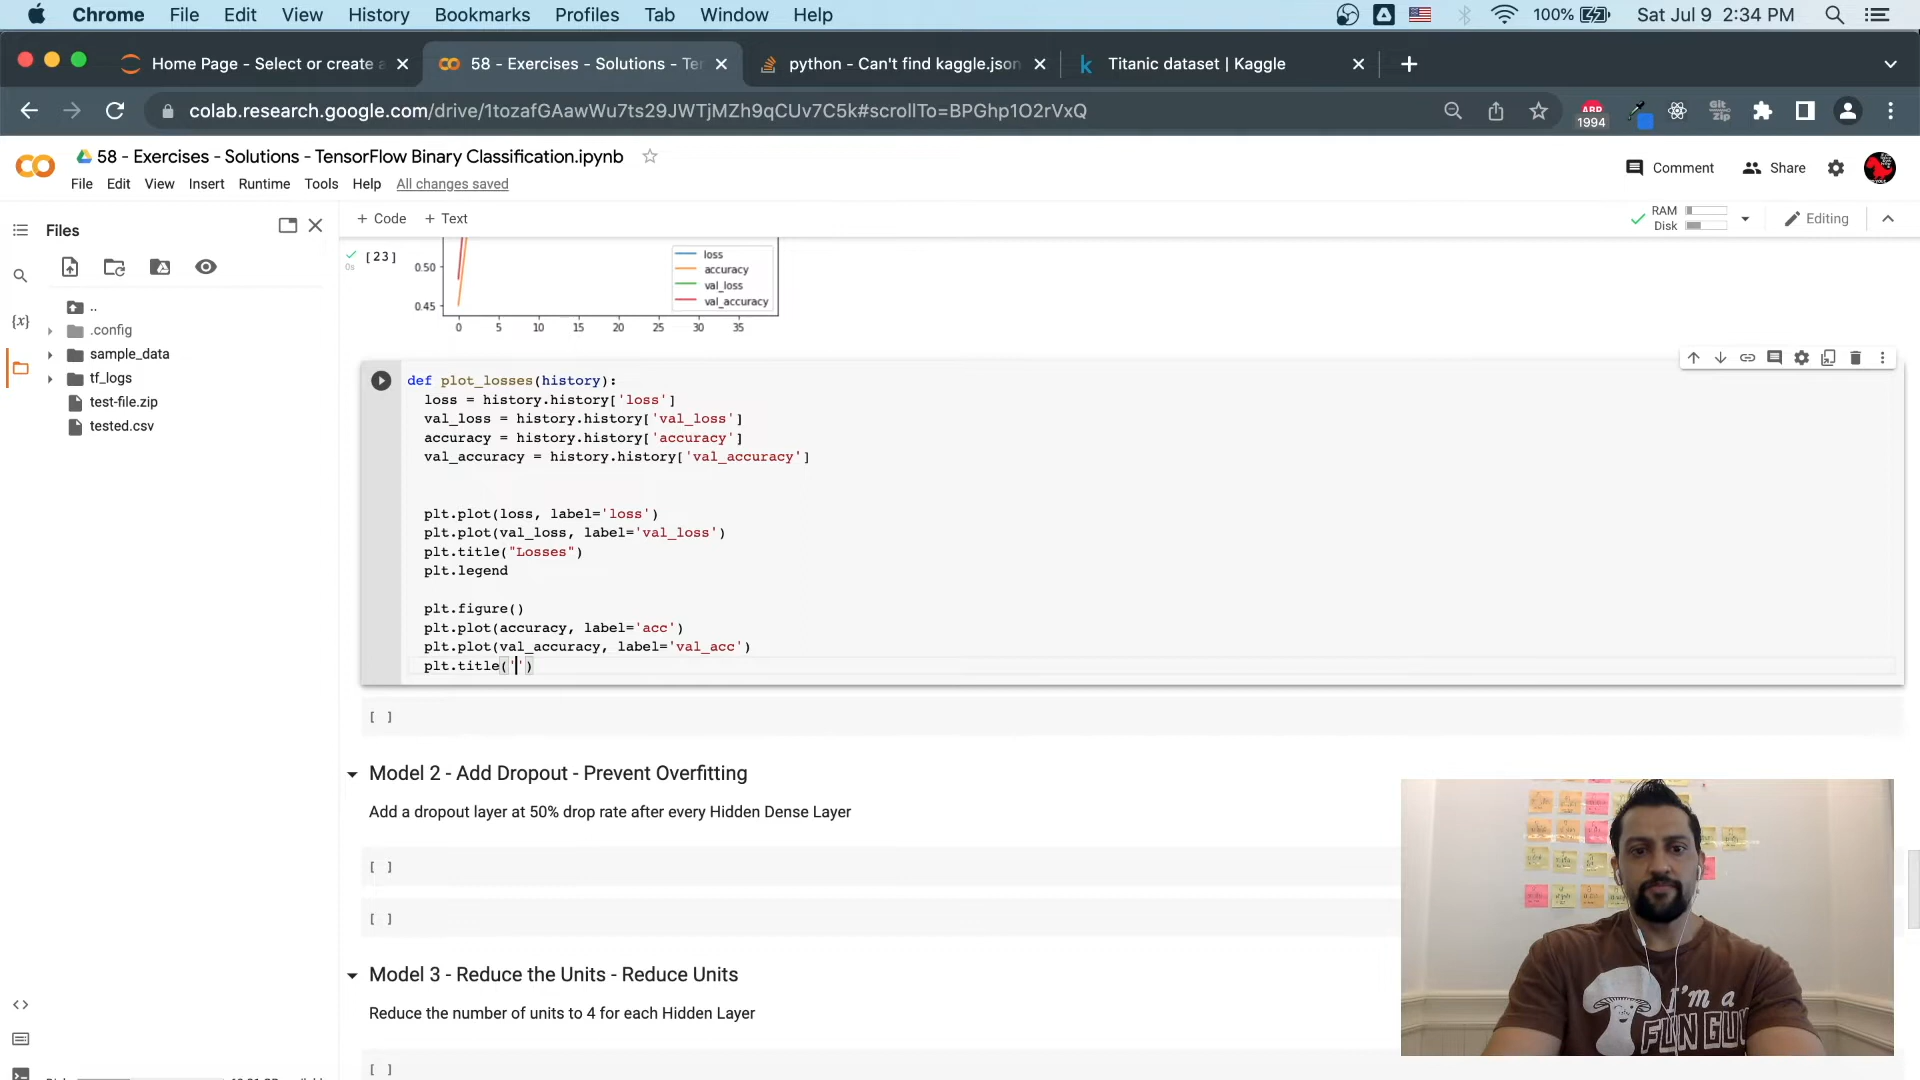 Chrome File Edit View History Bookmarks Profiles Tab Window Help 100% Sat Jul 9 2:34 PM
Home Page - Select or create a
58 - Exercises - Solutions - Te
python - Can't find kaggle.json
Titanic dataset | Kaggle
colab.research.google.com/drive/1tozafGAawWu7ts29JWTjMZh9qCUv7C5k#scrollTo=BPGhp1O2rVxQ
ABP
1994
Git
Zip
58 - Exercises - Solutions - TensorFlow Binary Classification.ipynb
Comment Share
File Edit View Insert Runtime Tools Help All changes saved
Files
+ Code + Text
RAM
Disk
Editing
..
.config
sample_data
tf_logs
test-file.zip
tested.csv
{x}
[23]
0s
0.50
0.45
loss
accuracy
val_loss
val_accuracy
0 5 10 15 20 25 30 35
def plot_losses(history):
loss = history.history['loss']
val_loss = history.history['val_loss']
accuracy = history.history['accuracy']
val_accuracy = history.history['val_accuracy']
plt.plot(loss, label='loss')
plt.plot(val_loss, label='val_loss')
plt.title("Losses")
plt.legend
plt.figure()
plt.plot(accuracy, label='acc')
plt.plot(val_accuracy, label='val_acc')
plt.title('')
[ ]
Model 2 - Add Dropout - Prevent Overfitting
Add a dropout layer at 50% drop rate after every Hidden Dense Layer
[ ]
[ ]
Model 3 - Reduce the Units - Reduce Units
Reduce the number of units to 4 for each Hidden Layer
[ ]
I'm a
FUN GUY